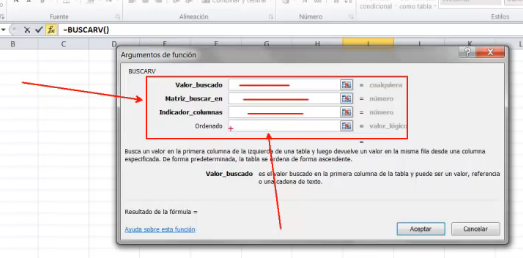 Fuente Alineación Número condicional como tabla Estilos
=BUSCARV()
B C D G H I J K
Argumentos de función
BUSCARV
Valor_buscado = cualquiera
Matriz_buscar_en = número
Indicador_columnas = número
Ordenado = valor_lógico
=
Busca un valor en la primera columna de la izquierda de una tabla y luego devuelve un valor en la misma fila desde una columna
especificada. De forma predeterminada, la tabla se ordena de forma ascendente.
Valor_buscado es el valor buscado en la primera columna de la tabla y puede ser un valor, referencia
o una cadena de texto.
Resultado de la fórmula =
Ayuda sobre esta función
Aceptar Cancelar